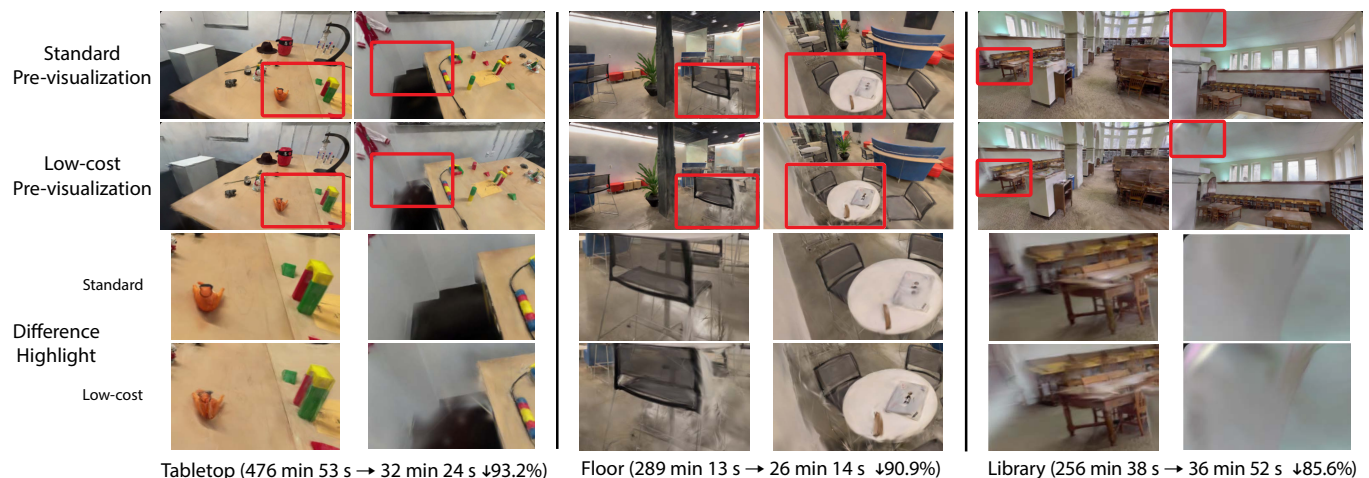 Standard
Pre-visualization
Low-cost
Pre-visualization
Standard
Difference
Highlight
Low-cost
Tabletop (476 min 53 s → 32 min 24 s ↓93.2%)
Floor (289 min 13 s → 26 min 14 s ↓90.9%)
Library (256 min 38 s → 36 min 52 s ↓85.6%)